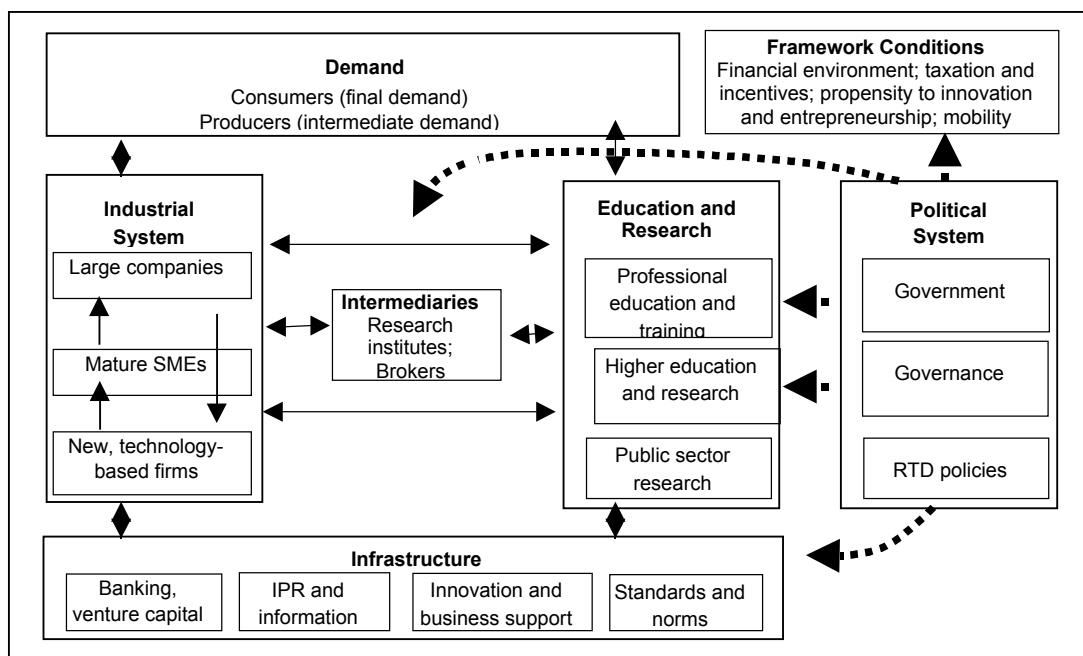 Demand
Consumers (final demand)
Producers (intermediate demand)
Framework Conditions
Financial environment; taxation and
incentives; propensity to innovation
and entrepreneurship; mobility
Industrial
System
Large companies
Mature SMEs
New, technology-
based firms
Intermediaries
Research
institutes;
Brokers
Education and
Research
Professional
education and
training
Higher education
and research
Public sector
research
Political
System
Government
Governance
RTD policies
Infrastructure
Banking,
venture capital
IPR and
information
Innovation and
business support
Standards and
norms